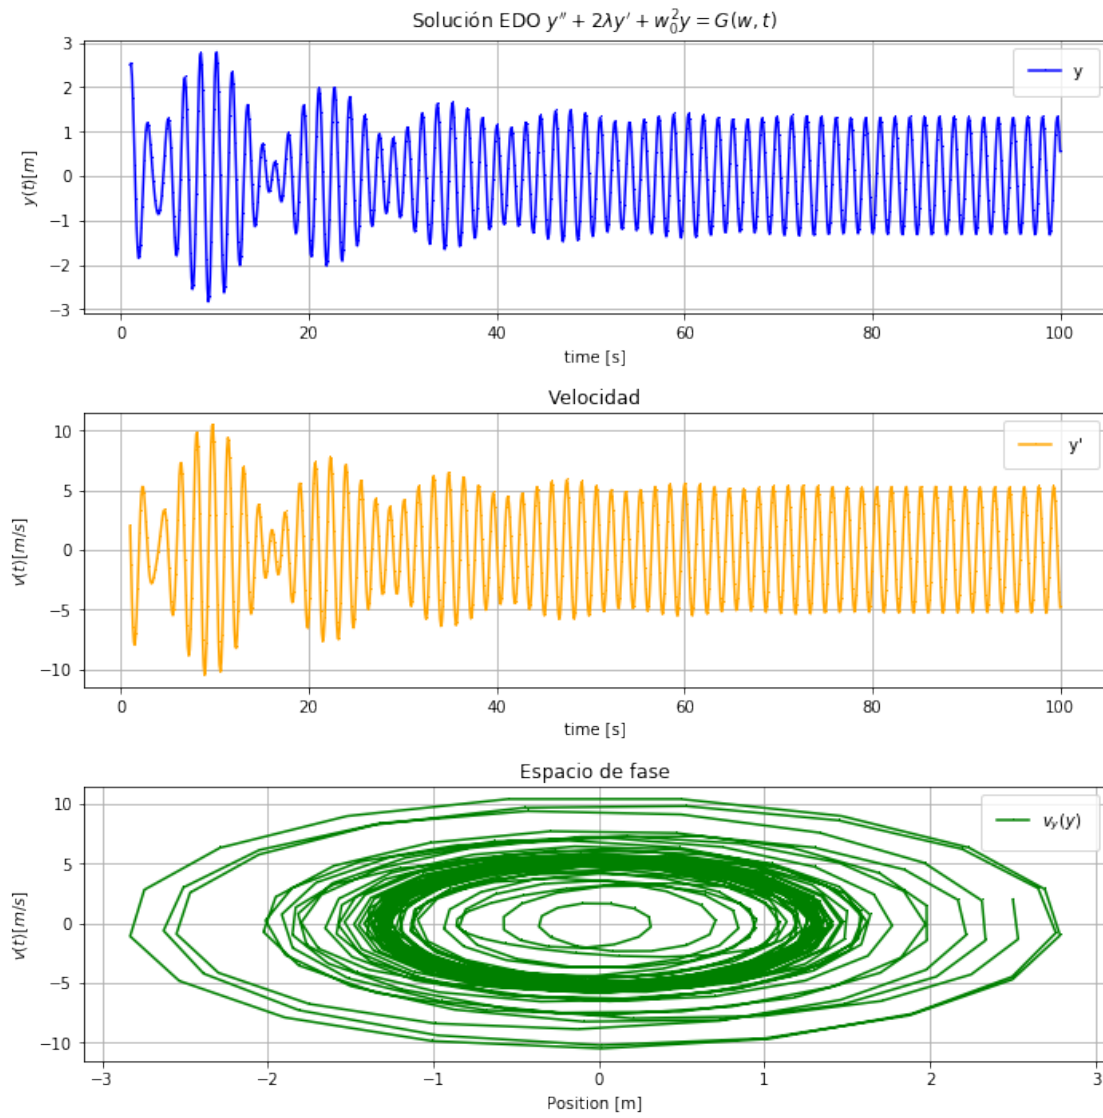 Solución EDO y'' + 2λy' + w₀²y = G(w, t)
y
3
2
1
0
−1
−2
−3
y(t)[m]
0 20 40 60 80 100
time [s]
Velocidad
y'
10
5
0
−5
−10
v(t)[m/s]
0 20 40 60 80 100
time [s]
Espacio de fase
v_y(y)
10
5
0
−5
−10
v(t)[m/s]
−3 −2 −1 0 1 2 3
Position [m]